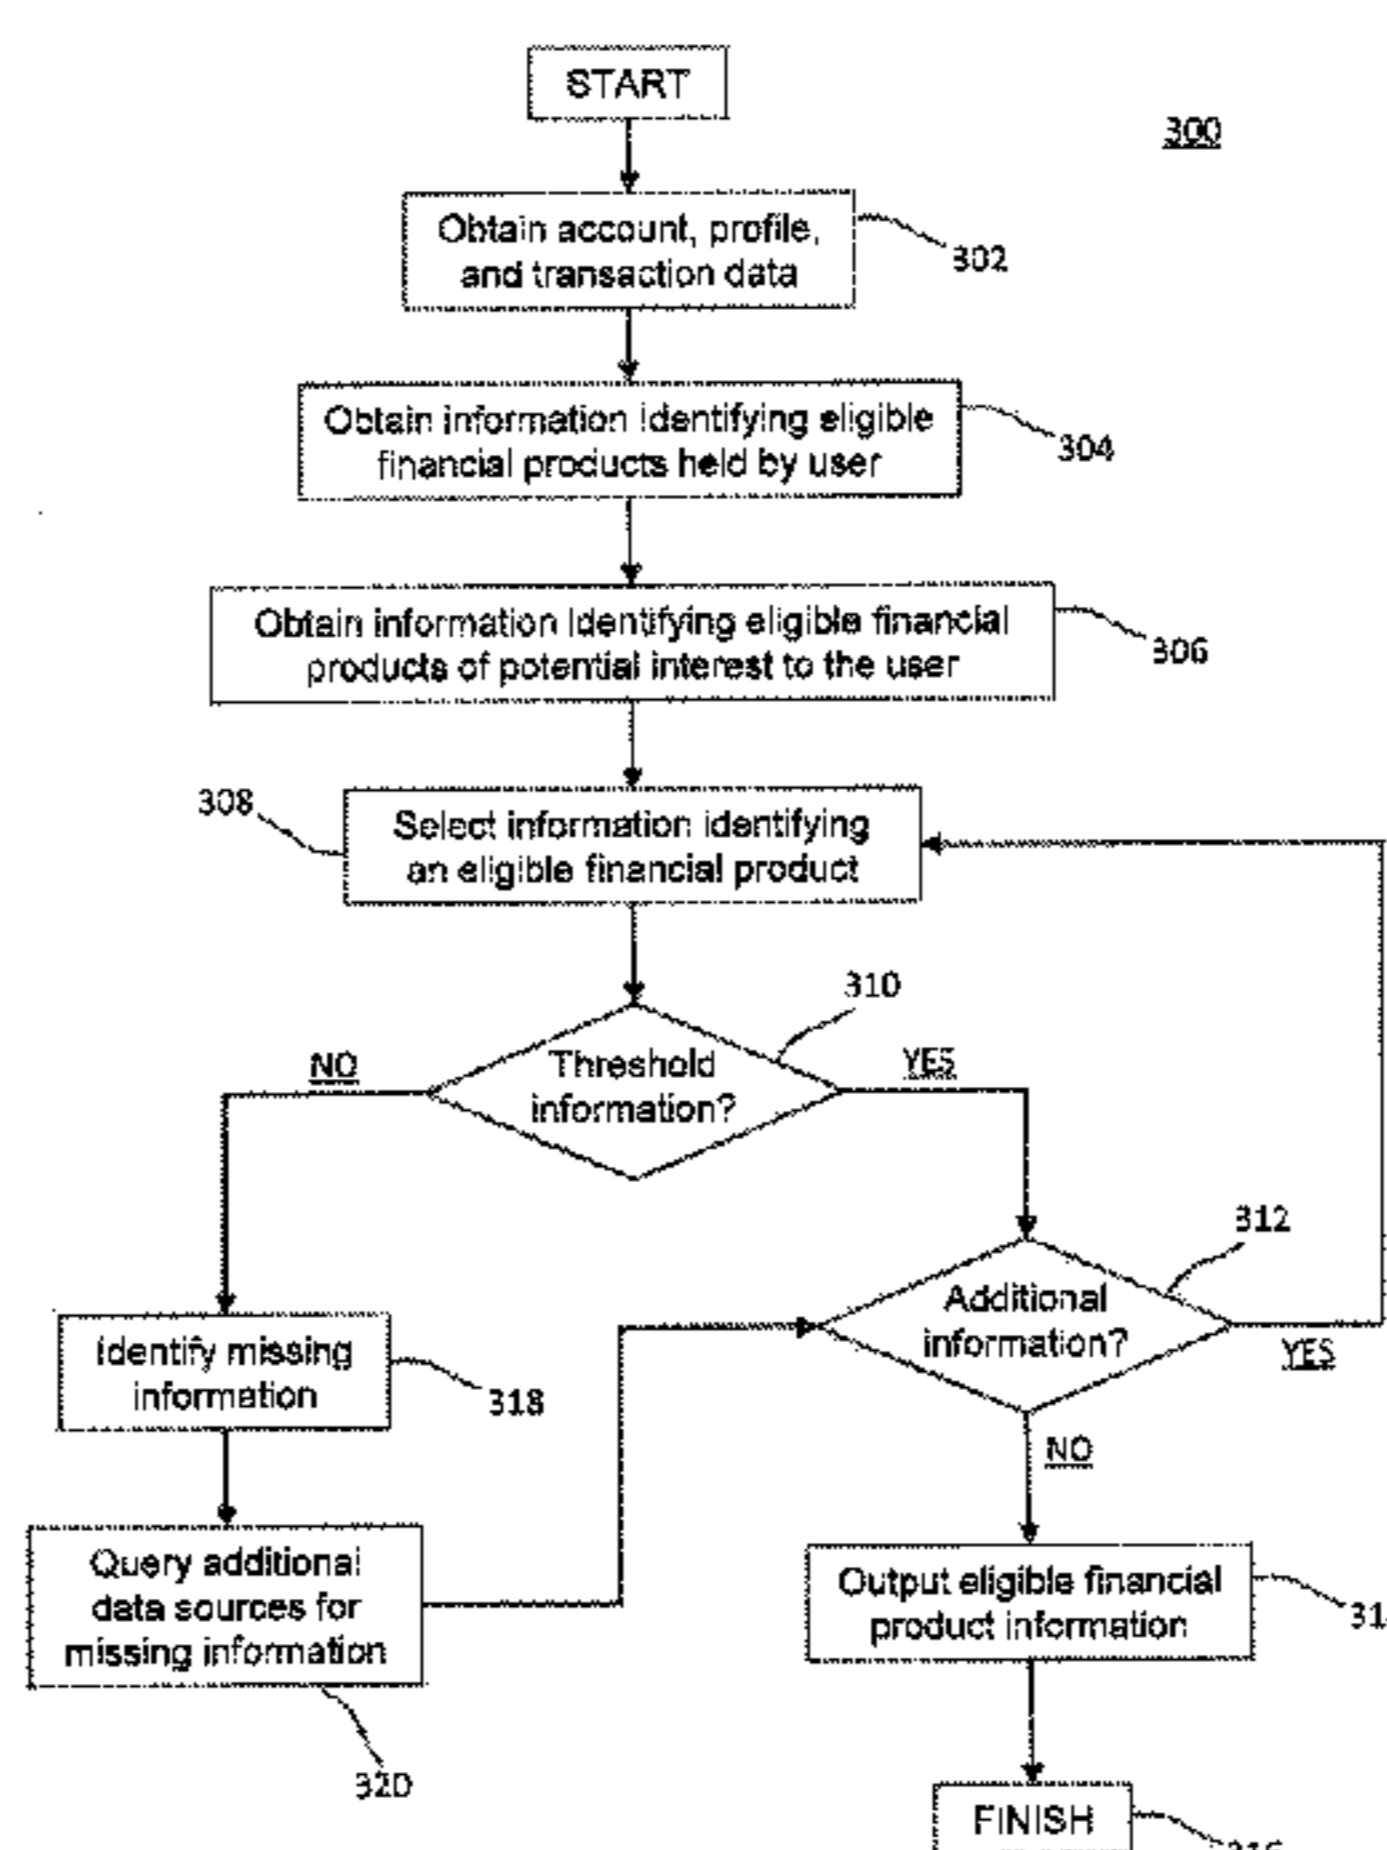 START
300
Obtain account, profile,
and transaction data
302
Obtain information identifying eligible
financial products held by user
304
Obtain information identifying eligible financial
products of potential interest to the user
306
308
Select information identifying
an eligible financial product
310
NO
Threshold
information?
YES
312
Additional
information?
YES
Identify missing
information
318
NO
Query additional
data sources for
missing information
Output eligible financial
product information
320
FINISH